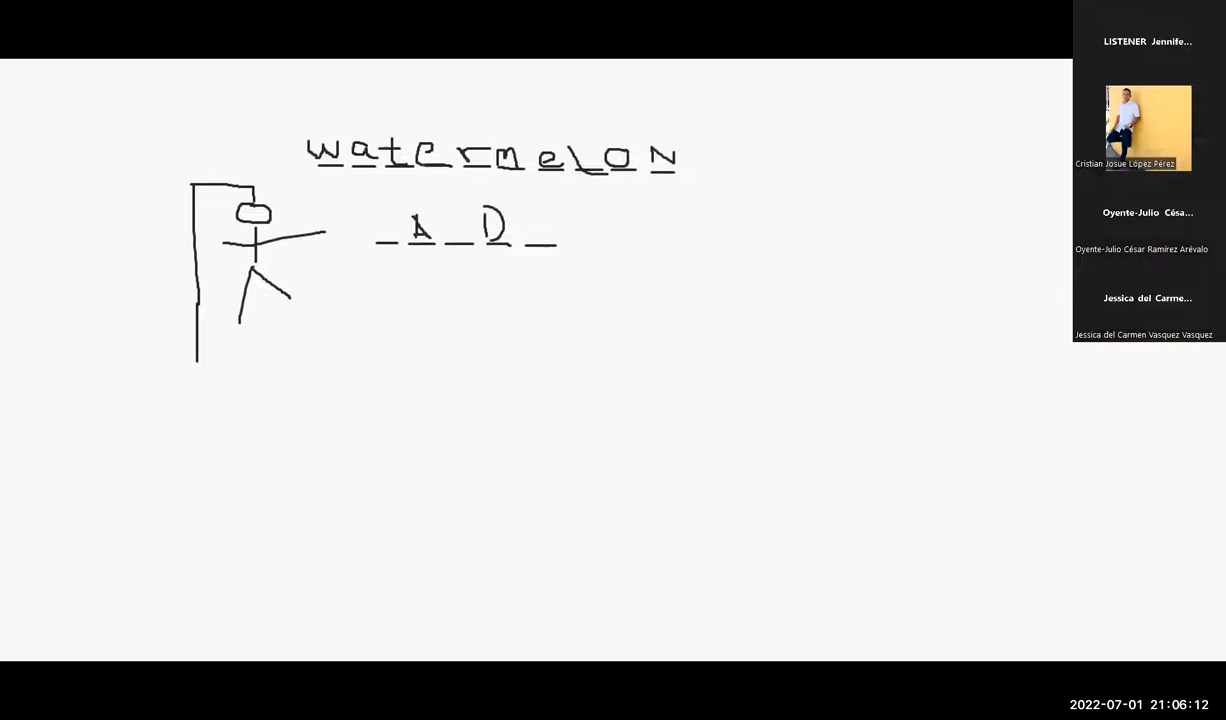 LISTENER Jennife...
watermeloN
Cristian Josue López Pérez
_ A _ D _
Oyente-Julio Césa...
Oyente-Julio César Ramírez Arévalo
Jessica del Carme...
Jessica del Carmen Vasquez Vasquez
2022-07-01 21:06:12